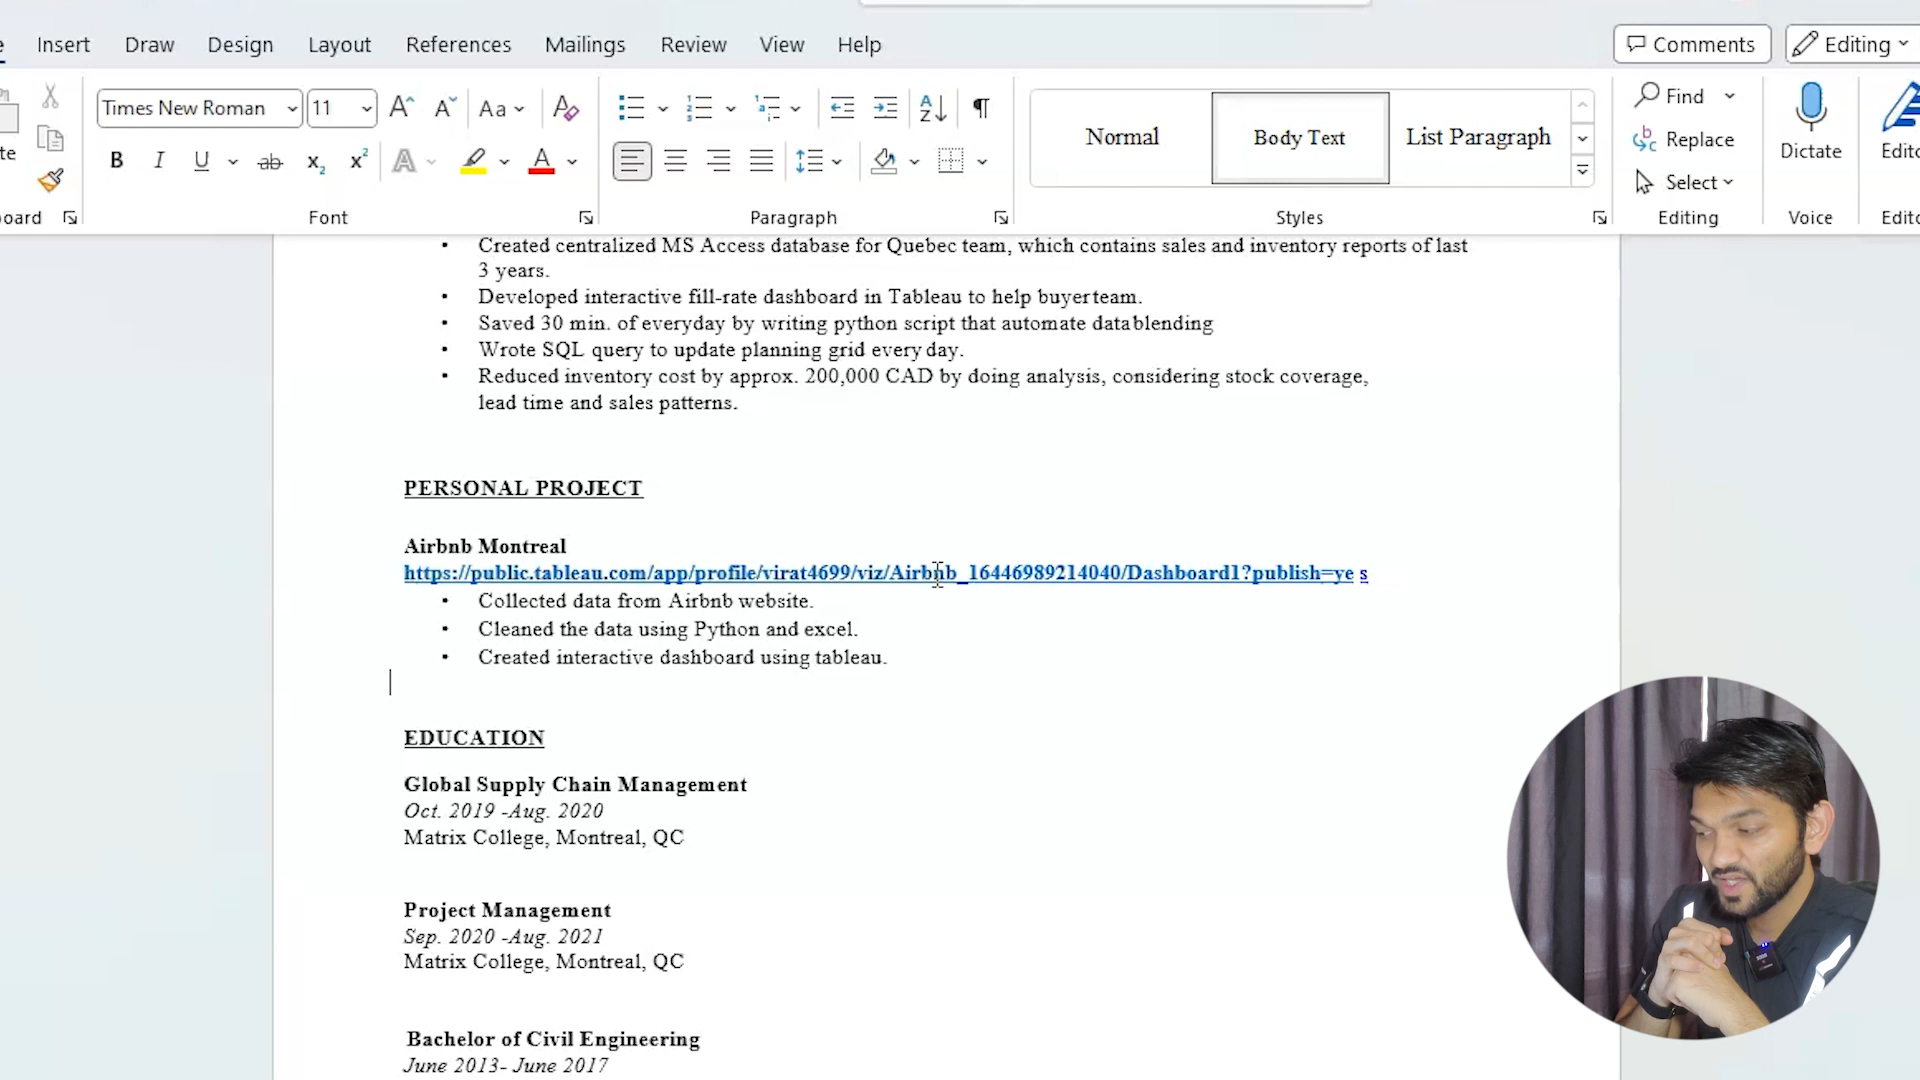 Insert Draw Design Layout References Mailings Review View Help Comments Editing
Times New Roman 11 Aa Normal Body Text List Paragraph Find
Replace
Select
Dictate
Font Paragraph Styles Editing Voice
• Created centralized MS Access database for Quebec team, which contains sales and inventory reports of last
3 years.
• Developed interactive fill-rate dashboard in Tableau to help buyerteam.
• Saved 30 min. of everyday by writing python script that automate datablending
• Wrote SQL query to update planning grid every day.
• Reduced inventory cost by approx. 200,000 CAD by doing analysis, considering stock coverage,
lead time and sales patterns.
PERSONAL PROJECT
Airbnb Montreal
https://public.tableau.com/app/profile/virat4699/viz/Airbnb_16446989214040/Dashboard1?publish=ye s
• Collected data from Airbnb website.
• Cleaned the data using Python and excel.
• Created interactive dashboard using tableau.
EDUCATION
Global Supply Chain Management
Oct. 2019 -Aug. 2020
Matrix College, Montreal, QC
Project Management
Sep. 2020 -Aug. 2021
Matrix College, Montreal, QC
Bachelor of Civil Engineering
June 2013- June 2017